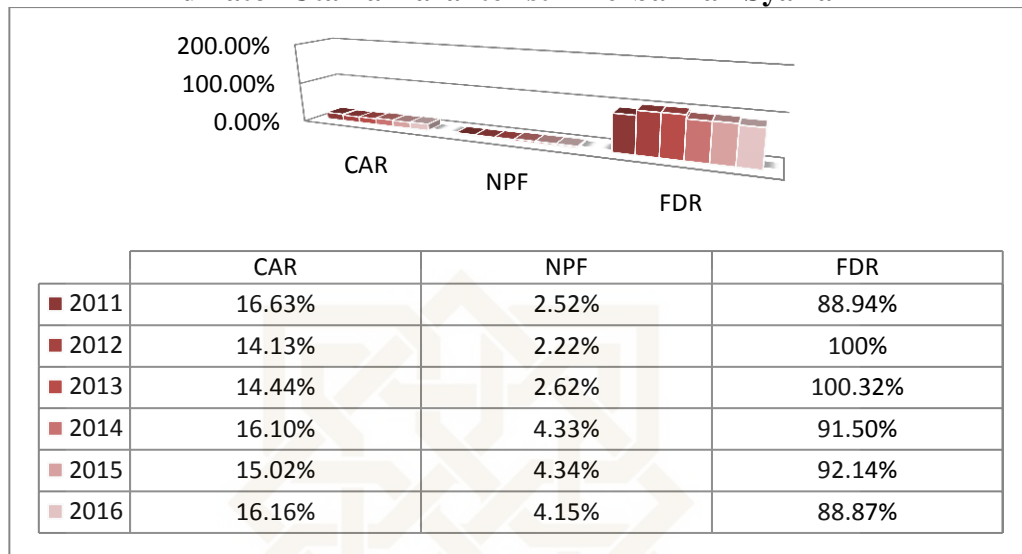 200.00%
100.00%
0.00%
CAR
NPF
FDR
CAR NPF FDR
2011 16.63% 2.52% 88.94%
2012 14.13% 2.22% 100%
2013 14.44% 2.62% 100.32%
2014 16.10% 4.33% 91.50%
2015 15.02% 4.34% 92.14%
2016 16.16% 4.15% 88.87%